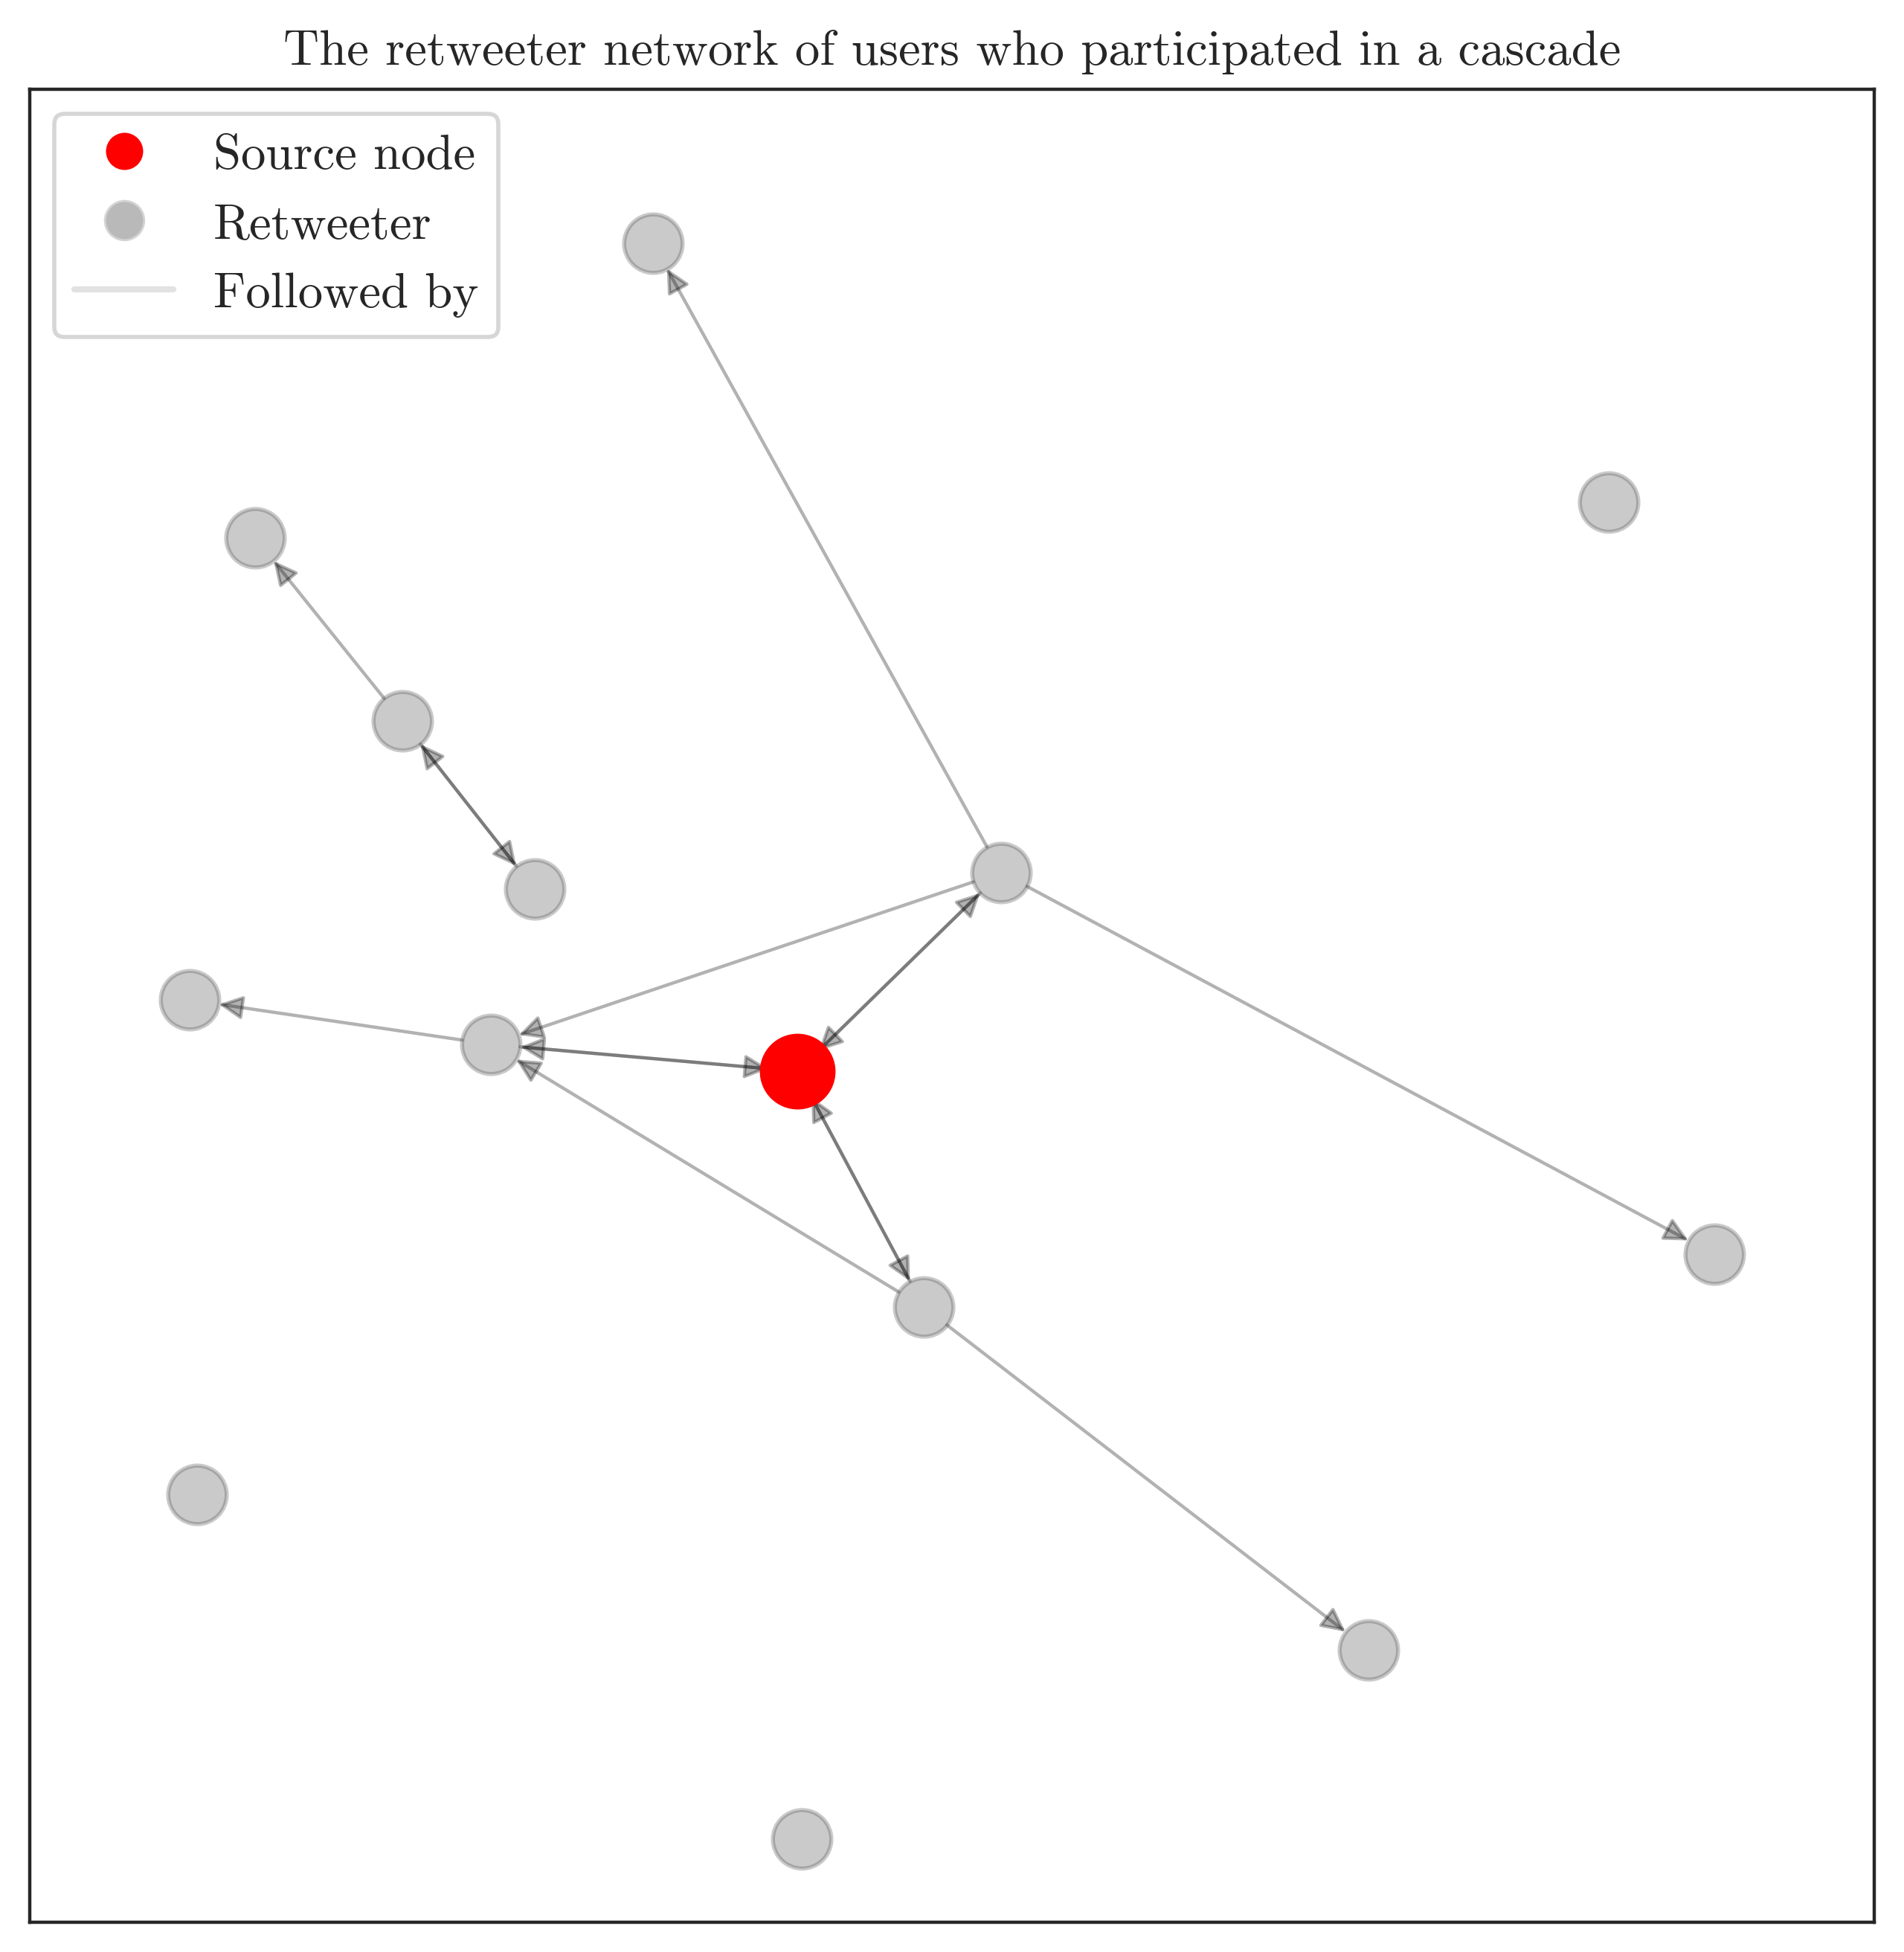 The retweeter network of users who participated in a cascade
Source node
Retweeter
Followed by